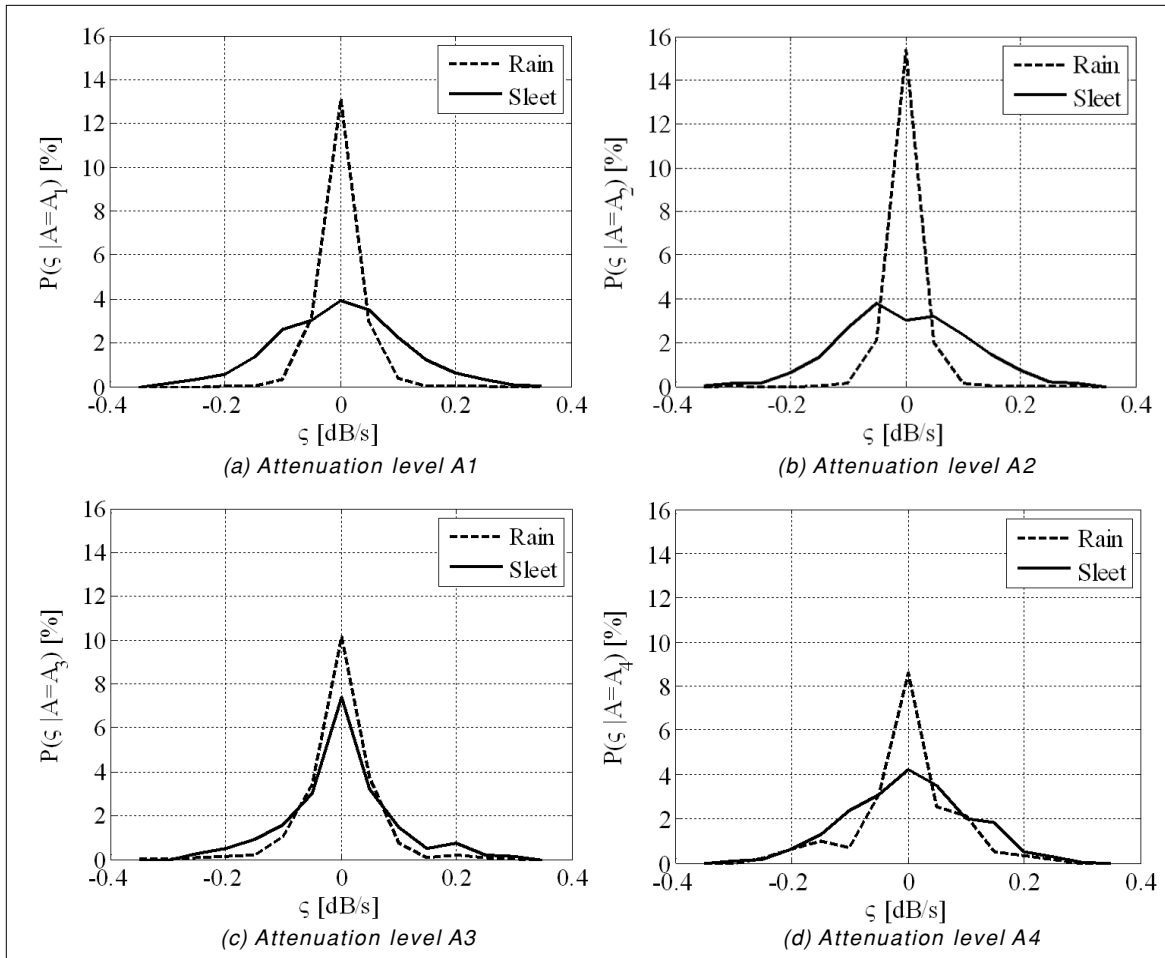 16
14
12
10
8
6
4
2
0
-0.4
-0.2
0
0.2
0.4
P(ς |A=A1) [%]
ς [dB/s]
Rain
Sleet
(a) Attenuation level A1
16
14
12
10
8
6
4
2
0
-0.4
-0.2
0
0.2
0.4
P(ς |A=A2) [%]
ς [dB/s]
Rain
Sleet
(b) Attenuation level A2
16
14
12
10
8
6
4
2
0
-0.4
-0.2
0
0.2
0.4
P(ς |A=A3) [%]
ς [dB/s]
Rain
Sleet
(c) Attenuation level A3
16
14
12
10
8
6
4
2
0
-0.4
-0.2
0
0.2
0.4
P(ς |A=A4) [%]
ς [dB/s]
Rain
Sleet
(d) Attenuation level A4